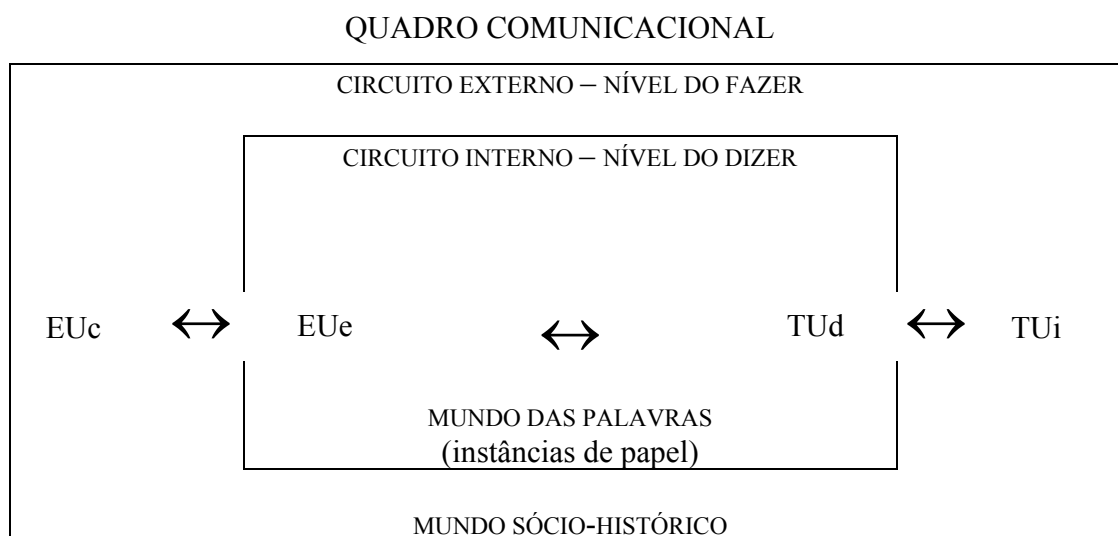 QUADRO COMUNICACIONAL
CIRCUITO EXTERNO – NÍVEL DO FAZER
CIRCUITO INTERNO – NÍVEL DO DIZER
EUc ↔ EUe ↔ TUd ↔ TUi
MUNDO DAS PALAVRAS
(instâncias de papel)
MUNDO SÓCIO-HISTÓRICO